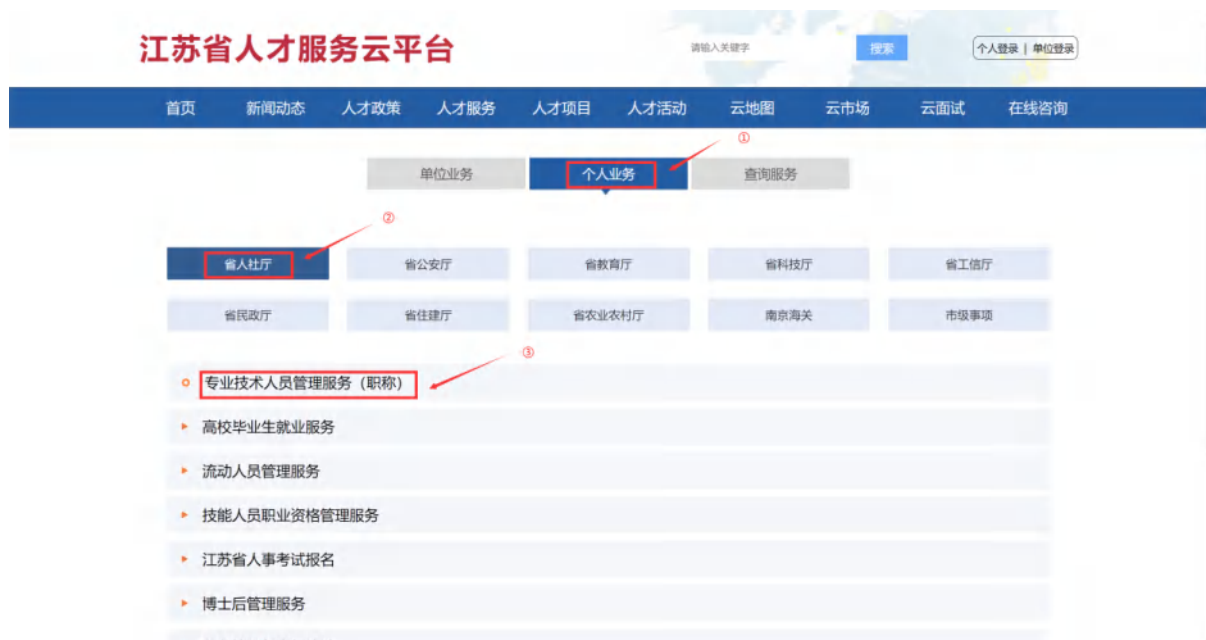 江苏省人才服务云平台
请输入关键字 搜索 个人登录 | 单位登录
首页 新闻动态 人才政策 人才服务 人才项目 人才活动 云地图 云市场 云面试 在线咨询
①
单位业务 个人业务 查询服务
②
省人社厅 省公安厅 省教育厅 省科技厅 省工信厅
省民政厅 省住建厅 省农业农村厅 南京海关 市级事项
③
专业技术人员管理服务（职称）
高校毕业生就业服务
流动人员管理服务
技能人员职业资格管理服务
江苏省人事考试报名
博士后管理服务